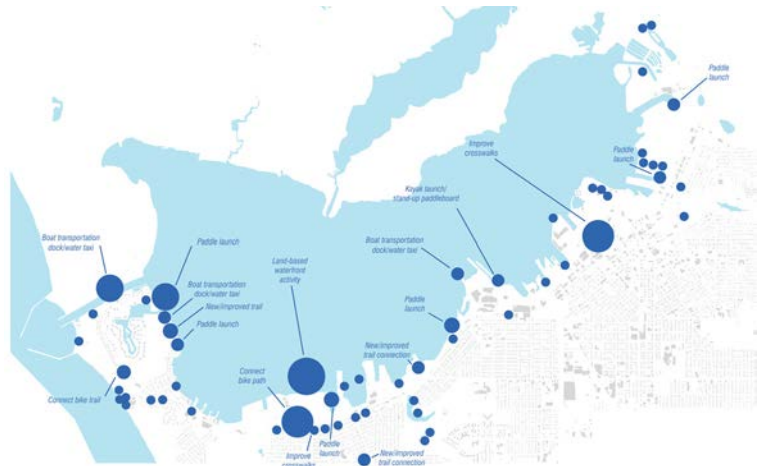 Paddle
launch
Improve
crosswalks
Paddle
launch
Kayak launch/
stand-up paddleboard
Boat transportation
dock/water taxi
Paddle launch
Land-based
waterfront
activity
Boat transportation
dock/water taxi
Boat transportation
dock/water taxi
New/improved trail
Paddle launch
Paddle
launch
New/improved
trail connection
Connect
bike path
Connect bike trail
Paddle
launch
Improve
crosswalks
New/improved
trail connection